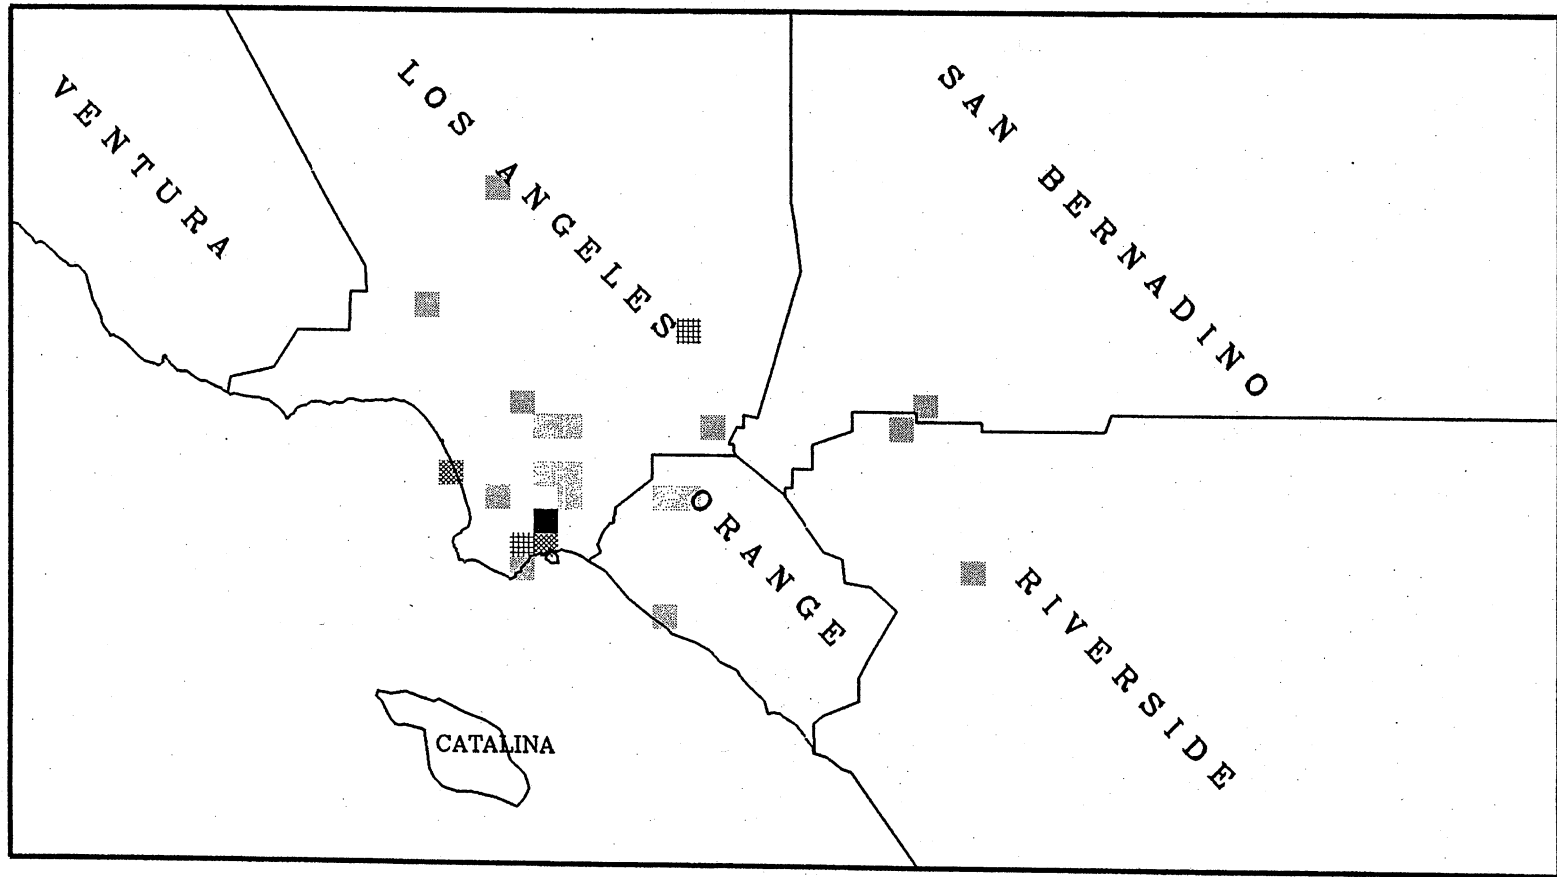 VENTURA
LOS ANGELES
SAN BERNADINO
ORANGE
RIVERSIDE
CATALINA